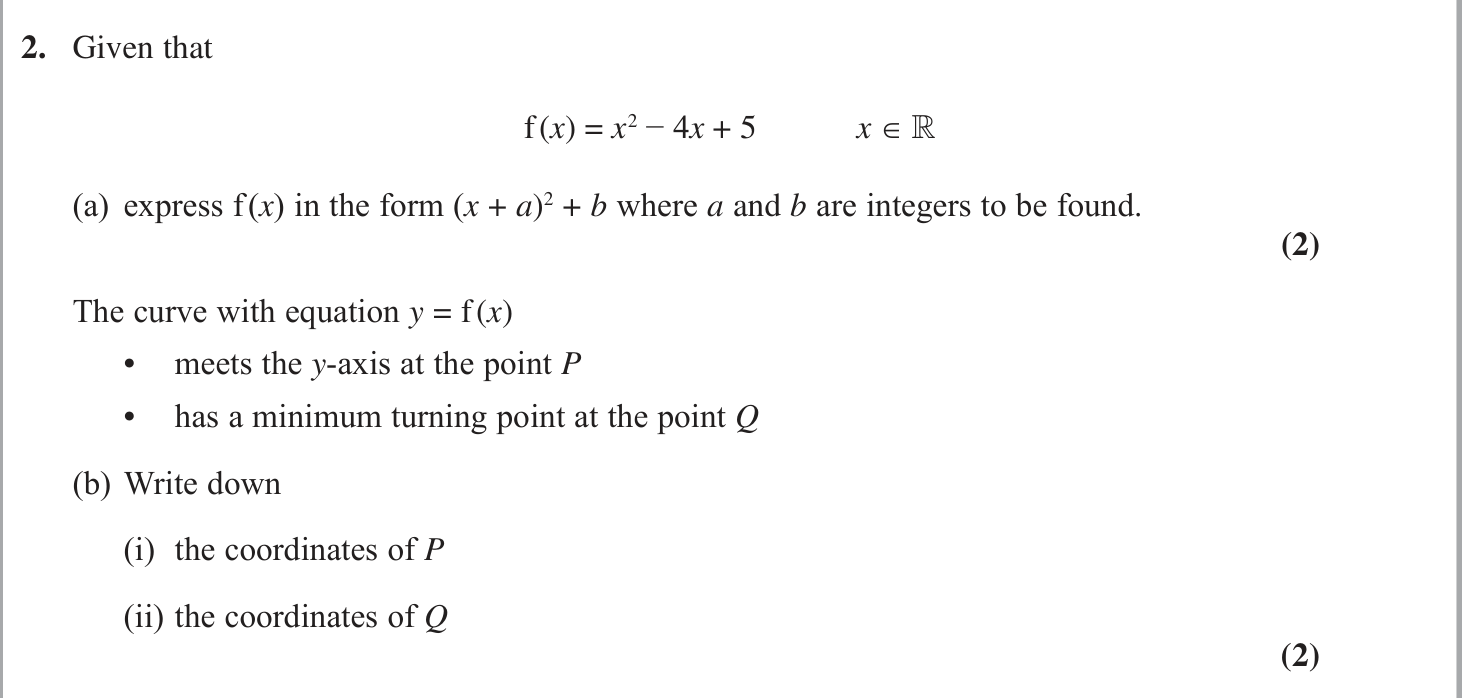 2. Given that
f(x) = x² − 4x + 5 x ∈ ℝ
(a) express f(x) in the form (x + a)² + b where a and b are integers to be found.
(2)
The curve with equation y = f(x)
• meets the y-axis at the point P
• has a minimum turning point at the point Q
(b) Write down
(i) the coordinates of P
(ii) the coordinates of Q
(2)